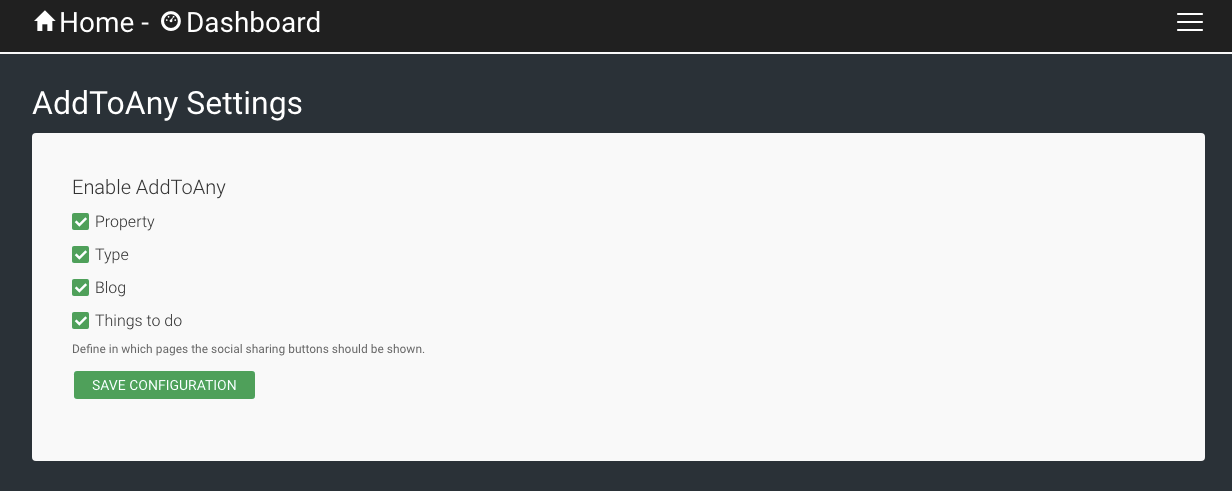 Home - Dashboard
AddToAny Settings
Enable AddToAny
Property
Type
Blog
Things to do
Define in which pages the social sharing buttons should be shown.
SAVE CONFIGURATION